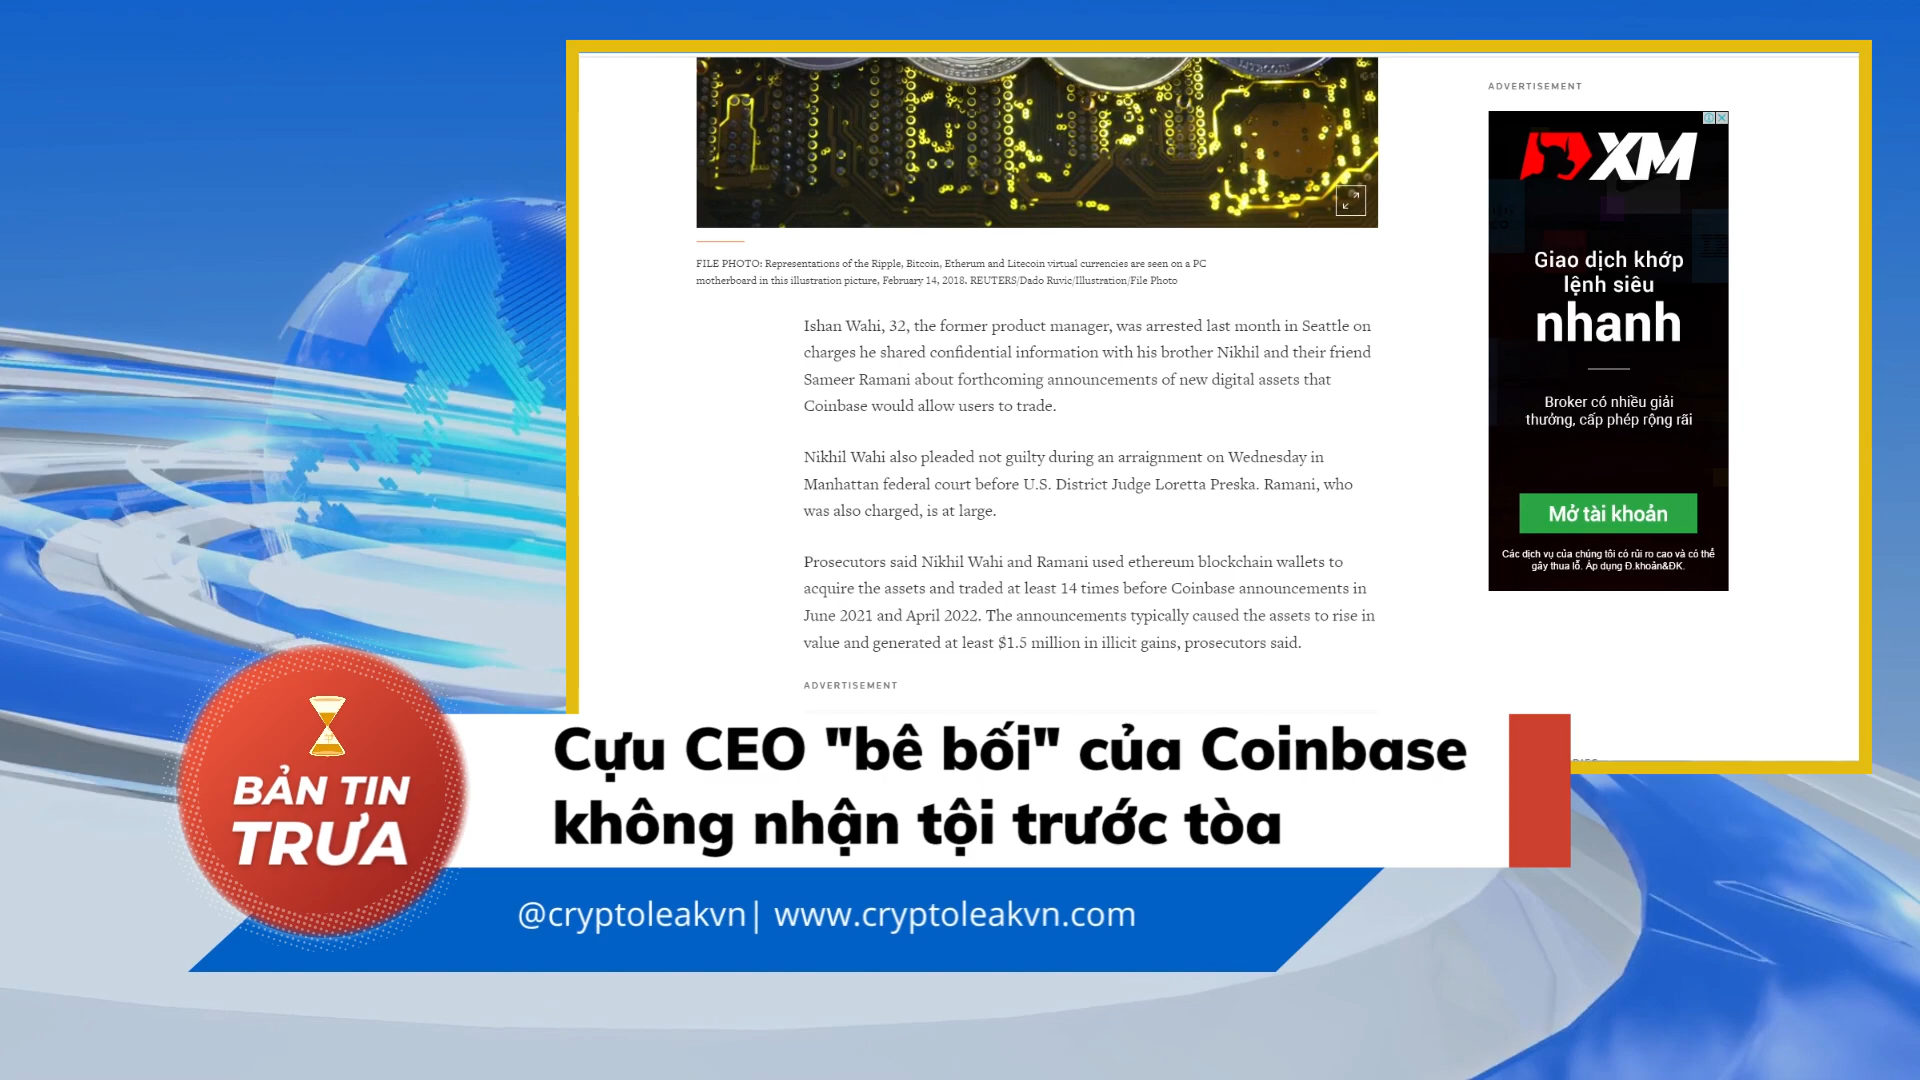 ADVERTISEMENT
XM
Giao dịch khớp
lệnh siêu
nhanh
Broker có nhiều giải
thưởng, cấp phép rộng rãi
Mở tài khoản
Các dịch vụ của chúng tôi có rủi ro cao và có thể
gây thua lỗ. Áp dụng Đ.khoản&ĐK.
FILE PHOTO: Representations of the Ripple, Bitcoin, Etherum and Litecoin virtual currencies are seen on a PC
motherboard in this illustration picture, February 14, 2018. REUTERS/Dado Ruvic/Illustration/File Photo
Ishan Wahi, 32, the former product manager, was arrested last month in Seattle on
charges he shared confidential information with his brother Nikhil and their friend
Sameer Ramani about forthcoming announcements of new digital assets that
Coinbase would allow users to trade.
Nikhil Wahi also pleaded not guilty during an arraignment on Wednesday in
Manhattan federal court before U.S. District Judge Loretta Preska. Ramani, who
was also charged, is at large.
Prosecutors said Nikhil Wahi and Ramani used ethereum blockchain wallets to
acquire the assets and traded at least 14 times before Coinbase announcements in
June 2021 and April 2022. The announcements typically caused the assets to rise in
value and generated at least $1.5 million in illicit gains, prosecutors said.
ADVERTISEMENT
BẢN TIN
TRƯA
Cựu CEO "bê bối" của Coinbase
không nhận tội trước tòa
@cryptoleakvn| www.cryptoleakvn.com